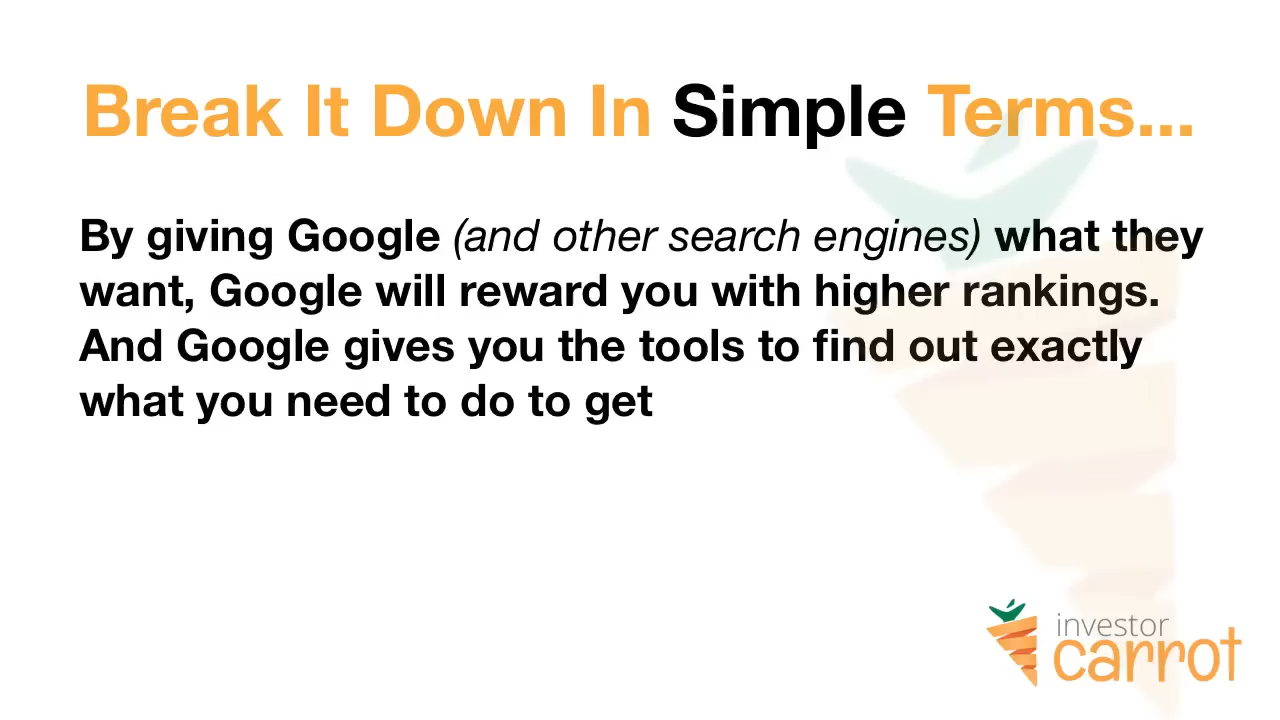 Break It Down In Simple Terms...
By giving Google (and other search engines) what they
want, Google will reward you with higher rankings.
And Google gives you the tools to find out exactly
what you need to do to get
investor
carrot